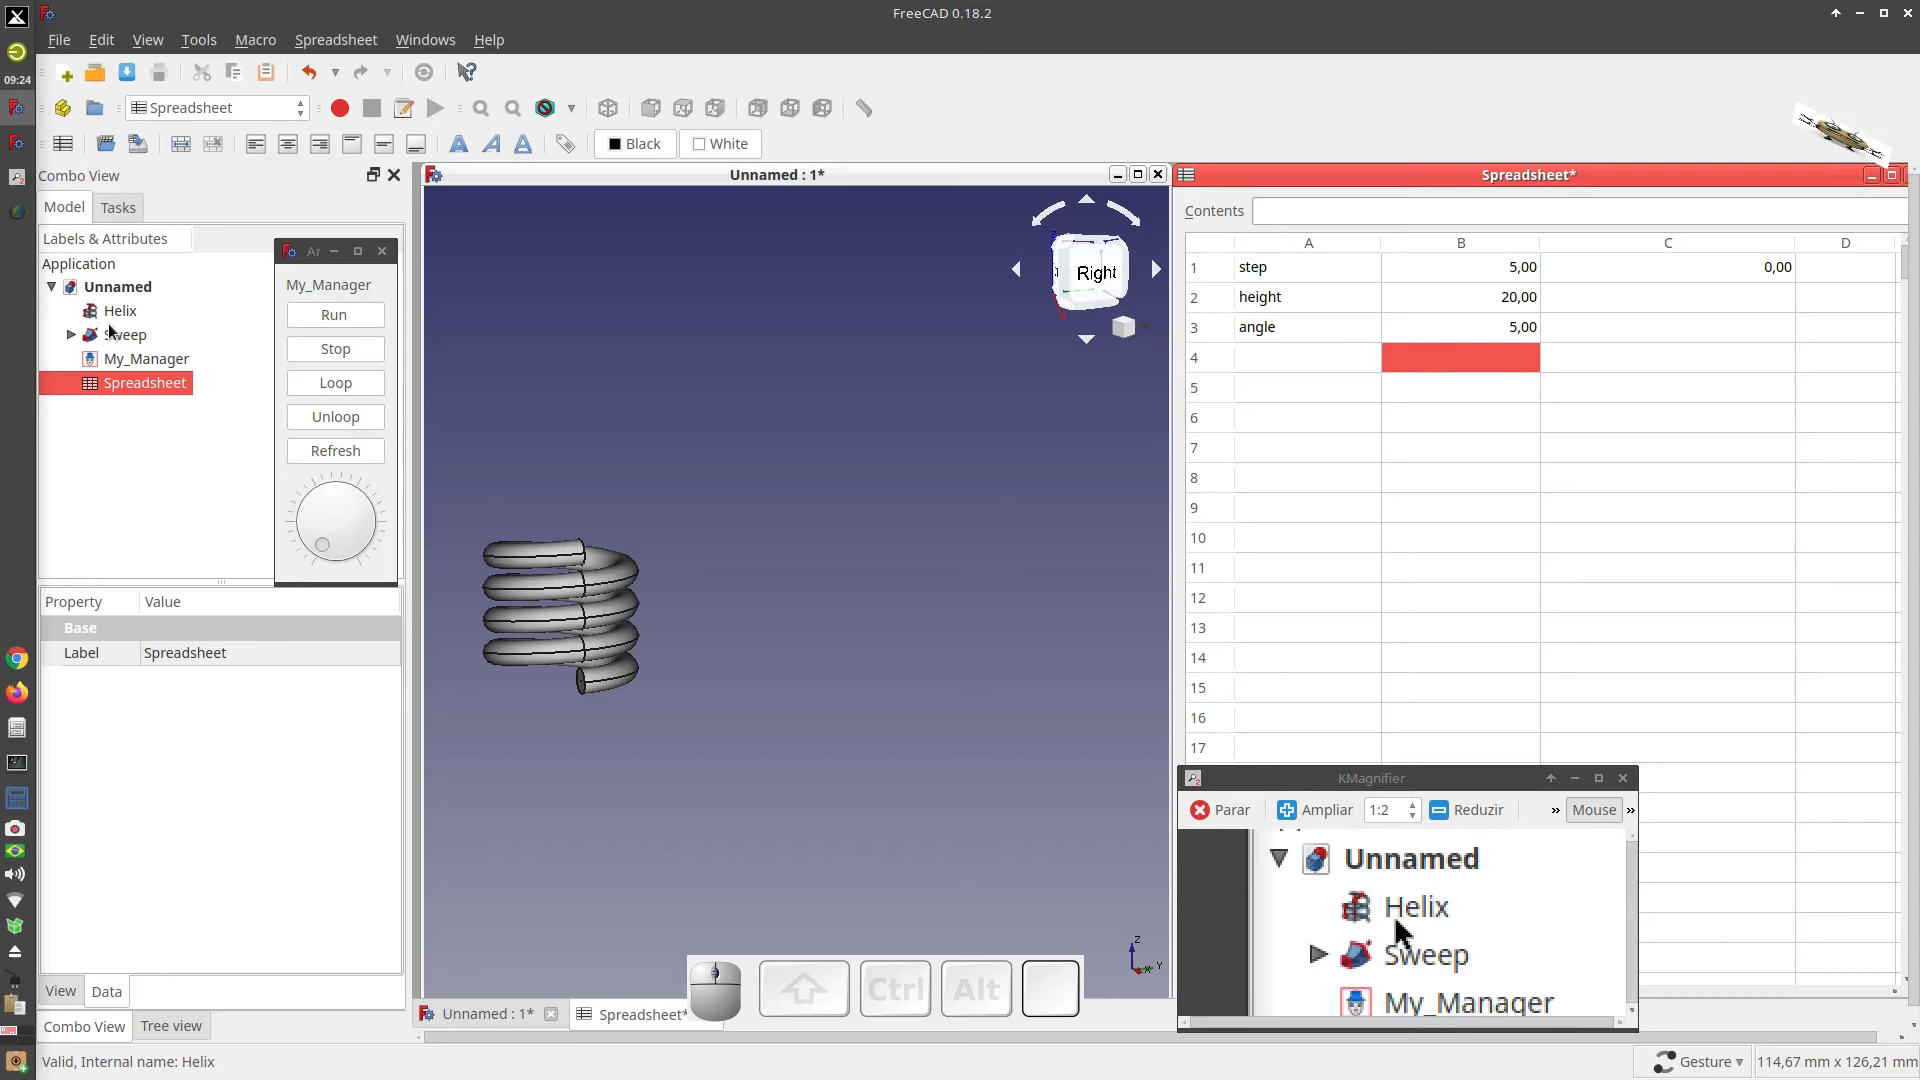 FreeCAD 0.18.2
File Edit View Tools Macro Spreadsheet Windows Help
09:24
Spreadsheet
Black White
Combo View
Model Tasks
Labels & Attributes
Application
Unnamed
Helix
Sweep
My_Manager
Spreadsheet
My_Manager
Run
Stop
Loop
Unloop
Refresh
Property Value
Base
Label Spreadsheet
View Data
Combo View Tree view
Valid, Internal name: Helix
Unnamed : 1*
Right
Z
Y
Unnamed : 1*
Spreadsheet*
Ctrl Alt
Spreadsheet*
Contents
A B C D
1 step 5,00 0,00
2 height 20,00
3 angle 5,00
4
5
6
7
8
9
10
11
12
13
14
15
16
17
KMagnifier
Parar Ampliar 1:2 Reduzir » Mouse »
Unnamed
Helix
Sweep
My_Manager
Gesture 114,67 mm x 126,21 mm